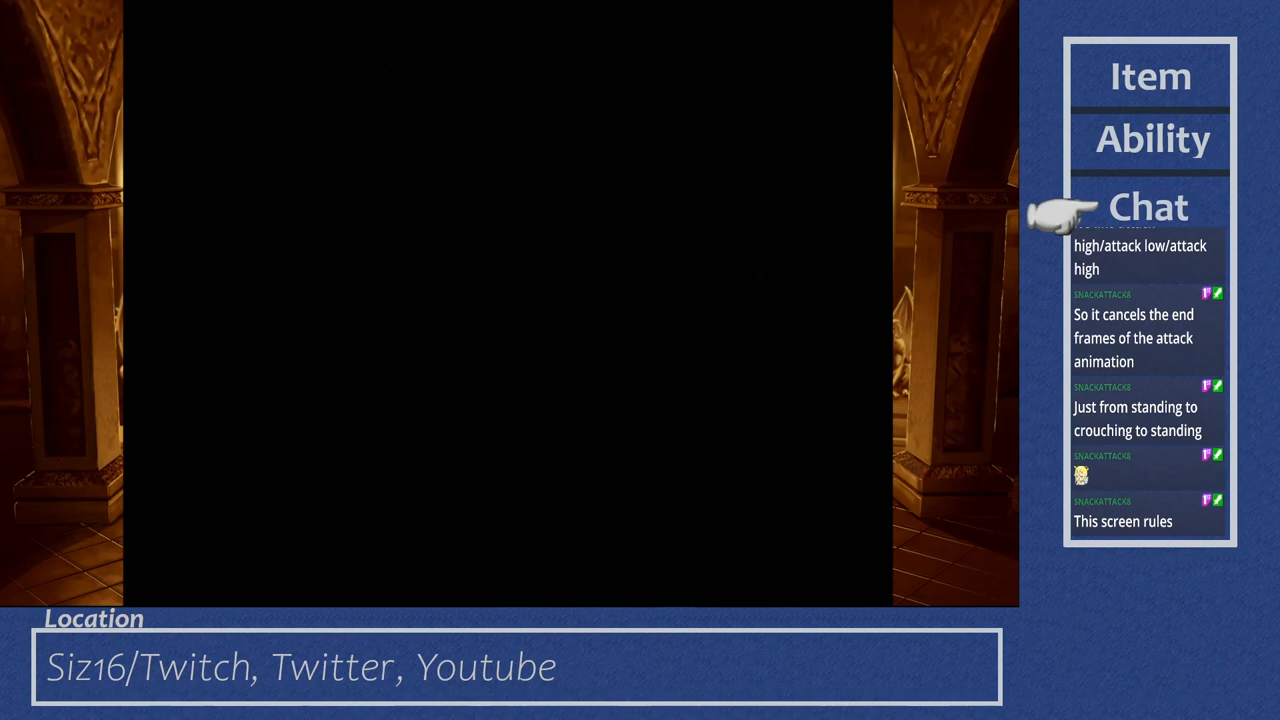 Item
Ability
Chat
high/attack low/attack
high
SNACKATTACK8
So it cancels the end
frames of the attack
animation
SNACKATTACK8
Just from standing to
crouching to standing
SNACKATTACK8
SNACKATTACK8
This screen rules
Location
Siz16/Twitch, Twitter, Youtube